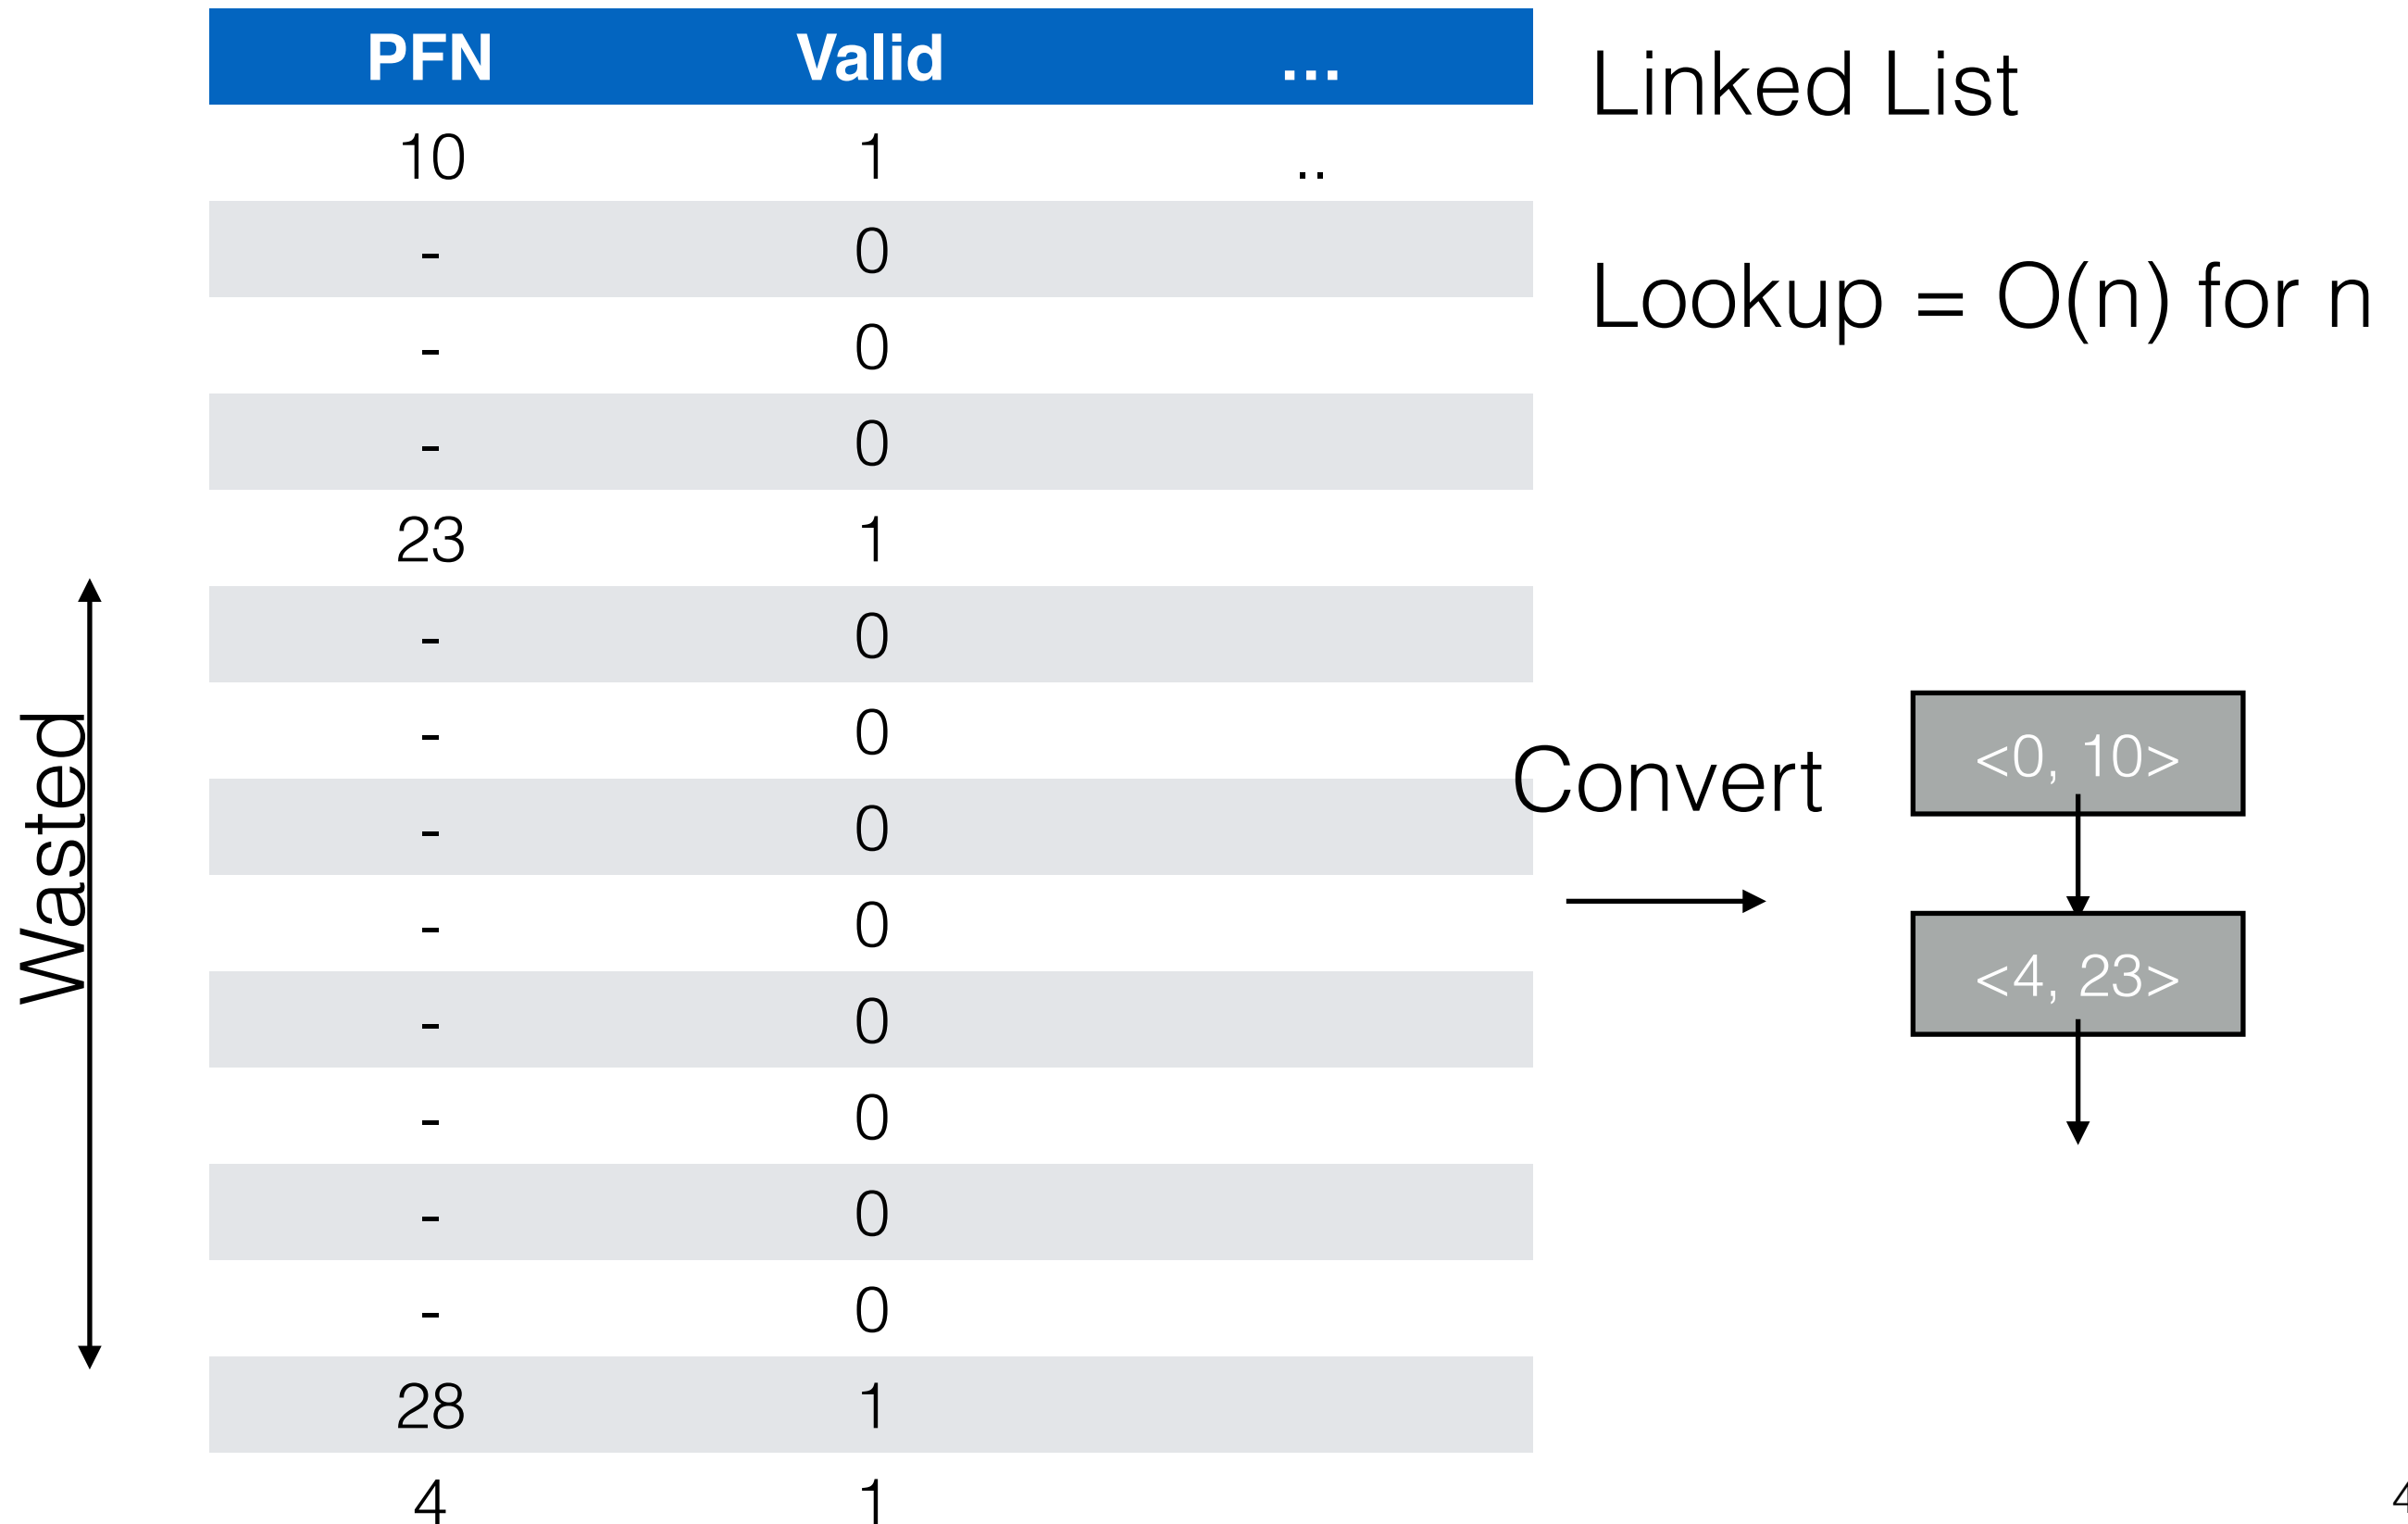 PFN Valid ...
10 1 ..
- 0
- 0
- 0
23 1
- 0
- 0
- 0
- 0
- 0
- 0
- 0
- 0
28 1
4 1
Wasted
Linked List
Lookup = O(n) for n
Convert
<0, 10>
<4, 23>